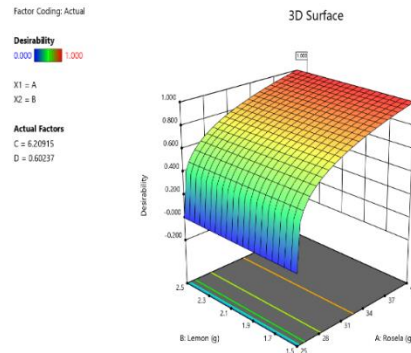 Factor Coding: Actual
3D Surface
Desirability
0.000 1.000
X1 = A
X2 = B
Actual Factors
C = 6.20915
D = 0.60237
1.000
1.000
0.800
0.600
0.400
0.200
-0.000
-0.200
Desirability
2.5
2.3
2.1
1.9
1.7
1.5
25
28
31
34
37
B: Lemon (g)
A: Rosela (g